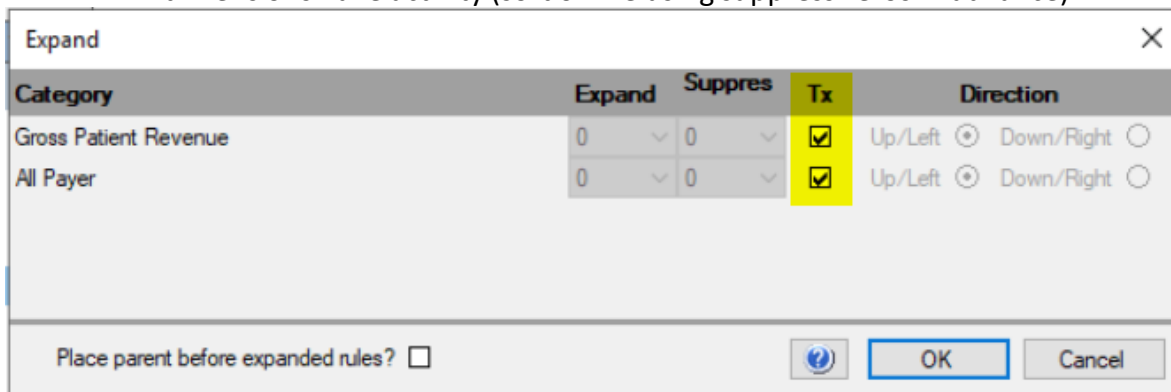 Expand
Category Expand Suppres Tx Direction
Gross Patient Revenue 0 0 Up/Left Down/Right
All Payer 0 0 Up/Left Down/Right
Place parent before expanded rules? OK Cancel